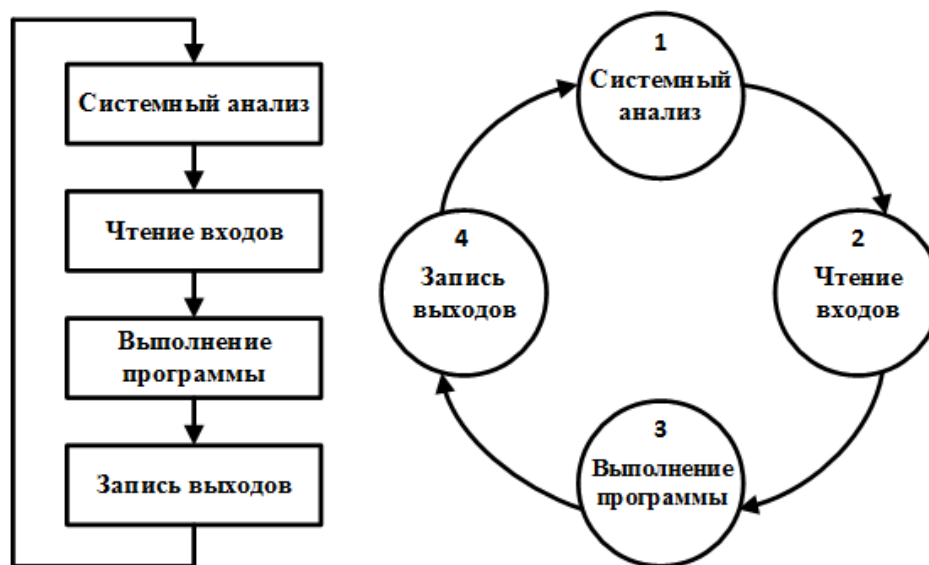 Системный анализ
Чтение входов
Выполнение
программы
Запись выходов
1
Системный
анализ
2
Чтение
входов
3
Выполнение
программы
4
Запись
выходов